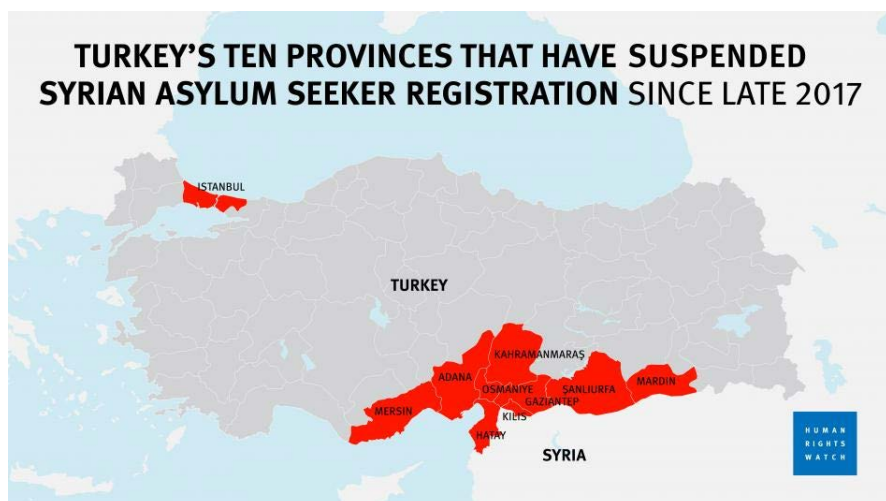 TURKEY'S TEN PROVINCES THAT HAVE SUSPENDED
SYRIAN ASYLUM SEEKER REGISTRATION SINCE LATE 2017
ISTANBUL
TURKEY
KAHRAMANMARAŞ
ADANA
OSMANIYE
ŞANLIURFA
MARDIN
GAZIANTEP
MERSIN
KILIS
HATAY
SYRIA
HUMAN
RIGHTS
WATCH